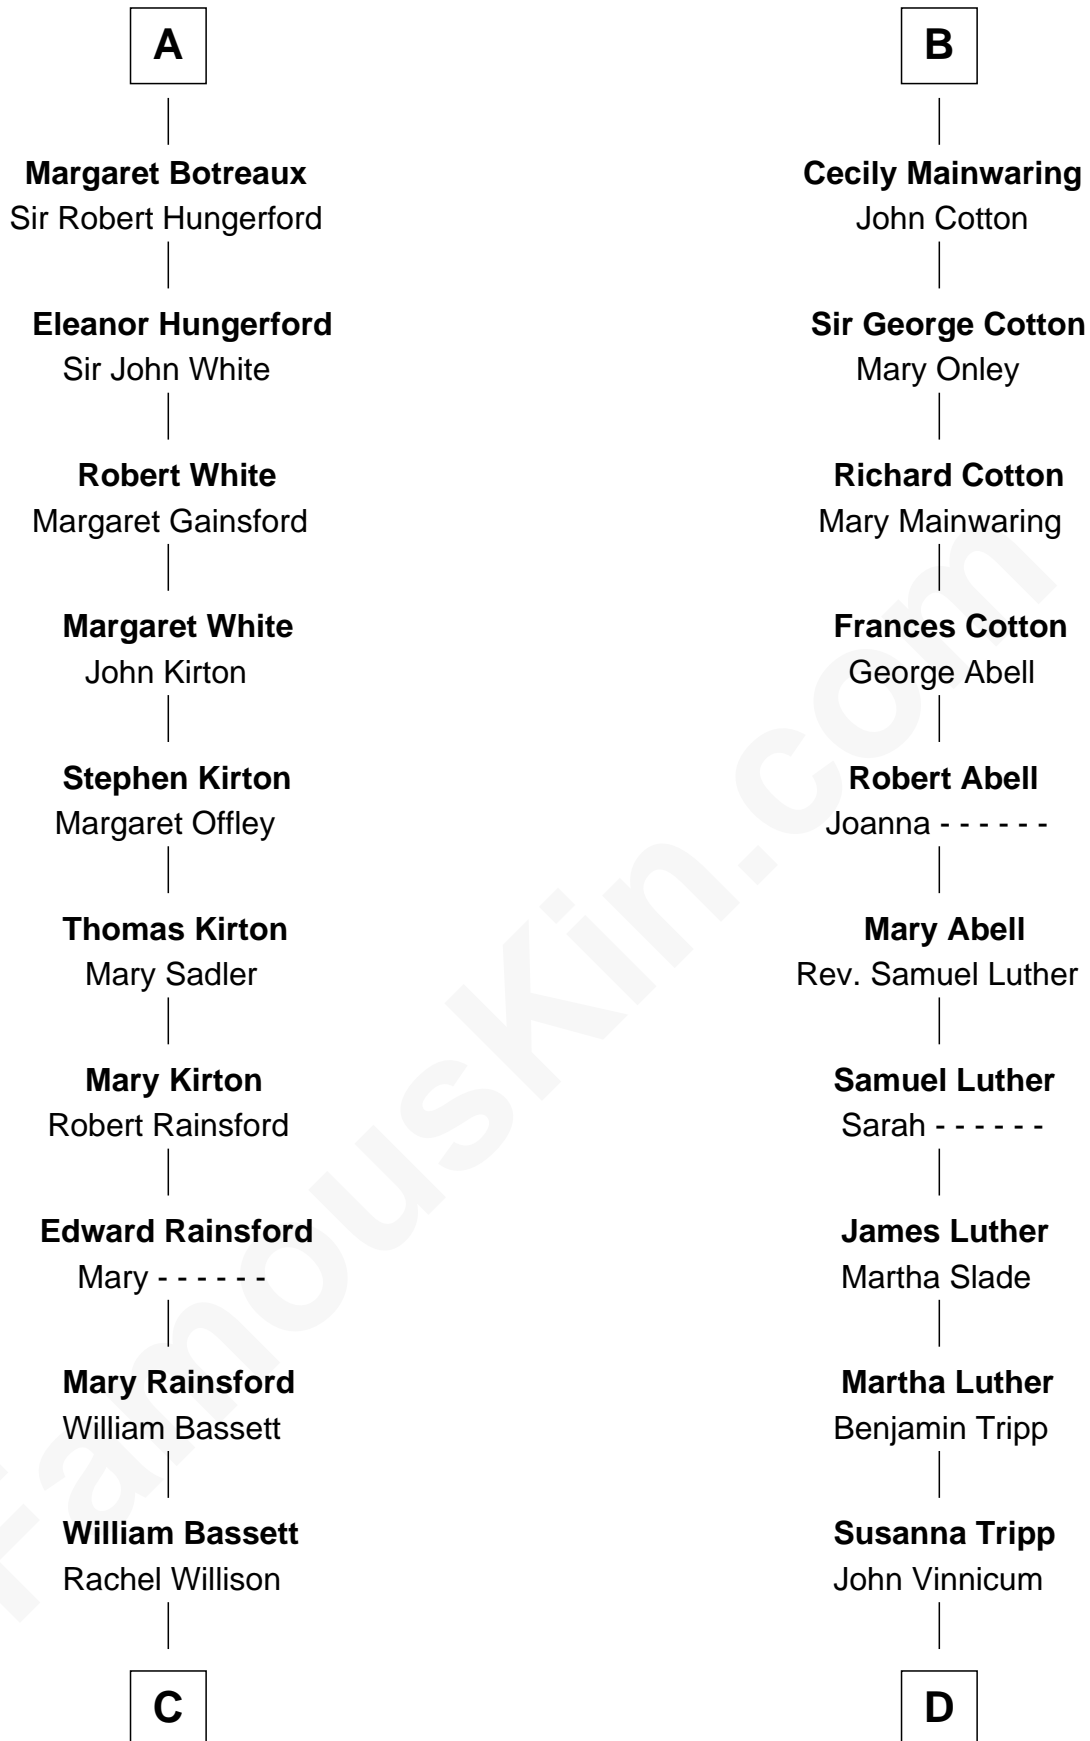 A
Margaret Botreaux
Sir Robert Hungerford
Eleanor Hungerford
Sir John White
Robert White
Margaret Gainsford
Margaret White
John Kirton
Stephen Kirton
Margaret Offley
Thomas Kirton
Mary Sadler
Mary Kirton
Robert Rainsford
Edward Rainsford
Mary - - - - - -
Mary Rainsford
William Bassett
William Bassett
Rachel Willison
C
B
Cecily Mainwaring
John Cotton
Sir George Cotton
Mary Onley
Richard Cotton
Mary Mainwaring
Frances Cotton
George Abell
Robert Abell
Joanna - - - - - -
Mary Abell
Rev. Samuel Luther
Samuel Luther
Sarah - - - - - -
James Luther
Martha Slade
Martha Luther
Benjamin Tripp
Susanna Tripp
John Vinnicum
D
FamousKin.com